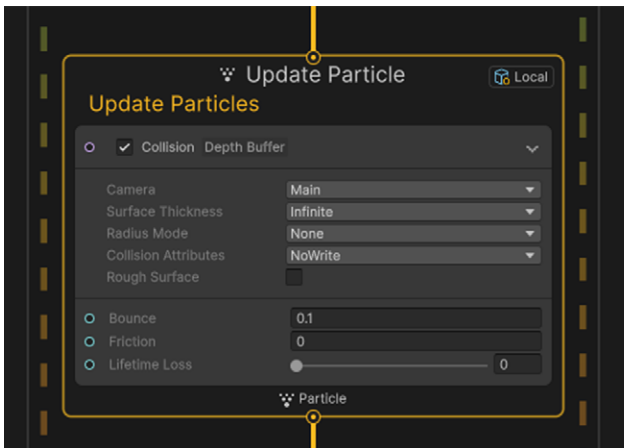 Update Particle
Local
Update Particles
Collision Depth Buffer
Camera Main
Surface Thickness Infinite
Radius Mode None
Collision Attributes NoWrite
Rough Surface
Bounce 0.1
Friction 0
Lifetime Loss 0
Particle